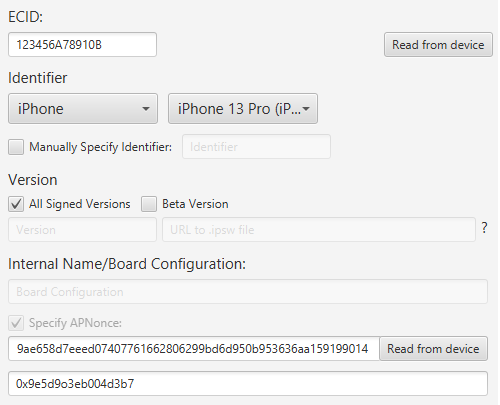 ECID:
123456A78910B
Read from device
Identifier
iPhone
iPhone 13 Pro (iP...
Manually Specify Identifier:
Identifier
Version
All Signed Versions
Beta Version
Version
URL to .ipsw file
?
Internal Name/Board Configuration:
Board Configuration
Specify APNonce:
9ae658d7eeed07407761662806299bd6d950b953636aa159199014
Read from device
0x9e5d9o3eb004d3b7